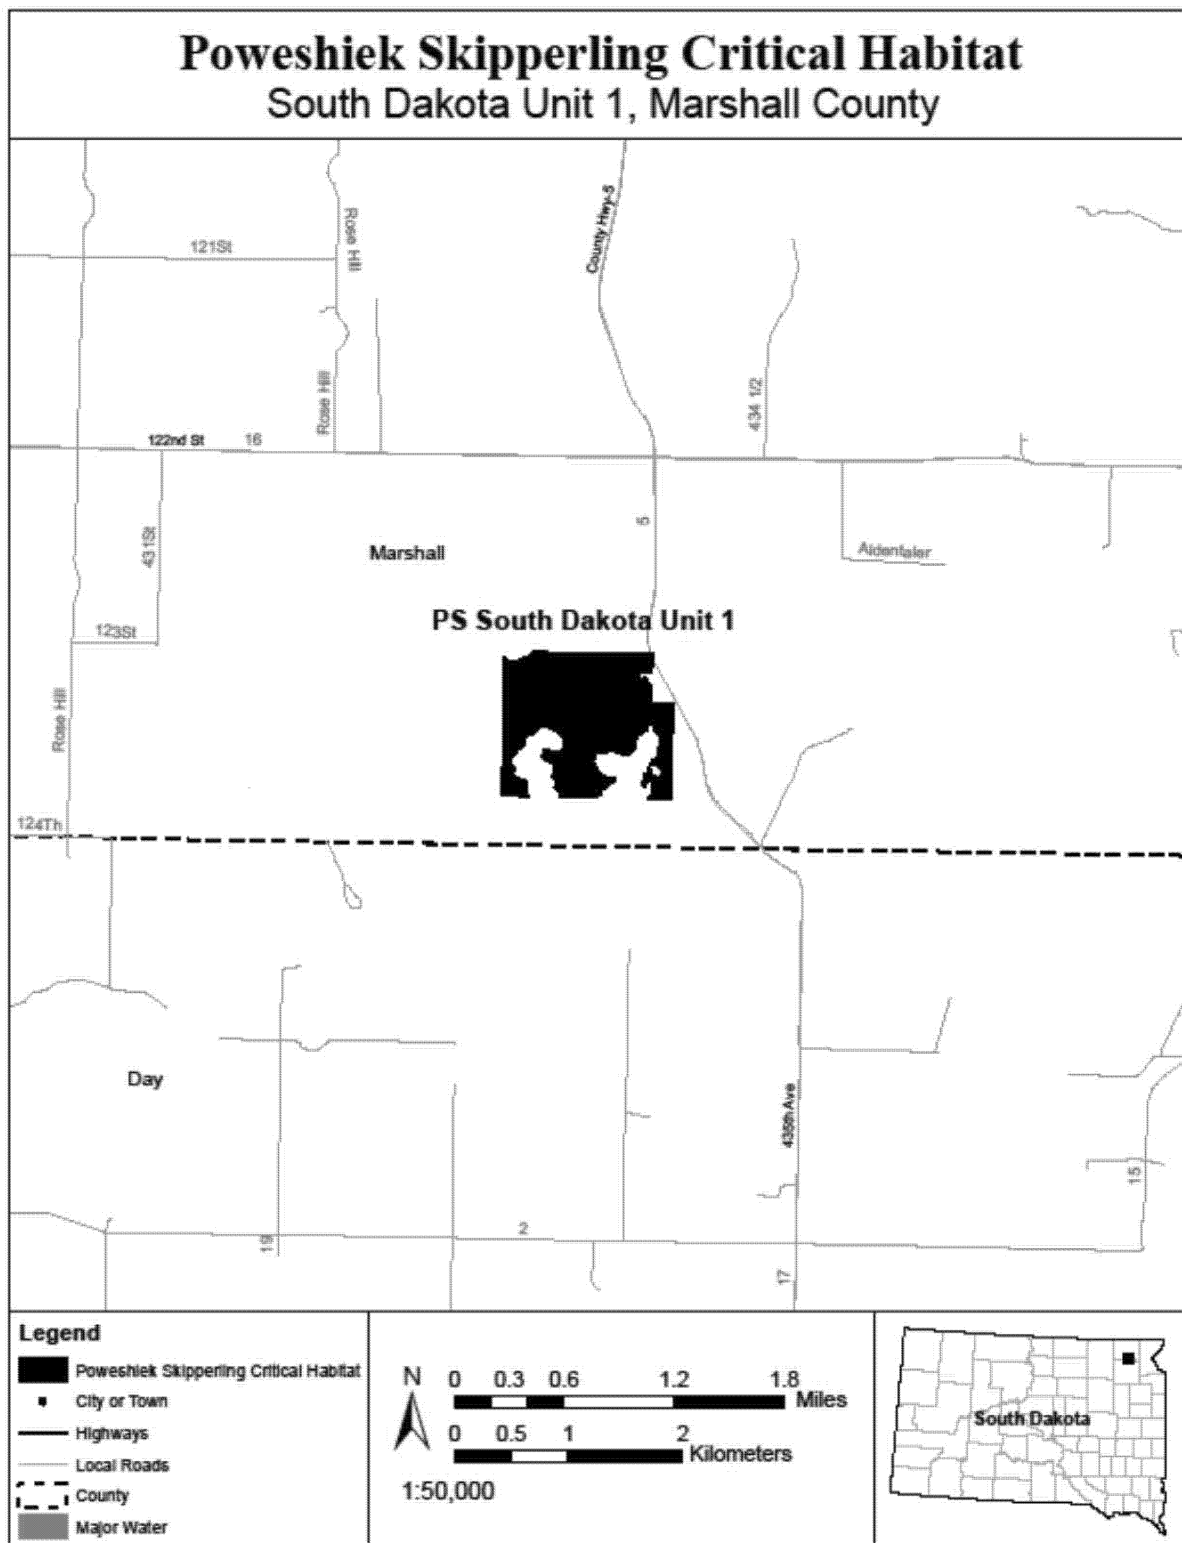 Poweshiek Skipperling Critical Habitat
South Dakota Unit 1, Marshall County
121St
Rose Hill
County Hwy-5
Rose Hill
434 1/2
122nd St
16
431St
5
Marshall
Aldentaler
PS South Dakota Unit 1
123St
Rose Hill
124Th
Day
435th Ave
15
2
19
17
Legend
Poweshiek Skipperling Critical Habitat
City or Town
Highways
Local Roads
County
Major Water
N
0 0.3 0.6 1.2 1.8
Miles
0 0.5 1 2
Kilometers
1:50,000
South Dakota